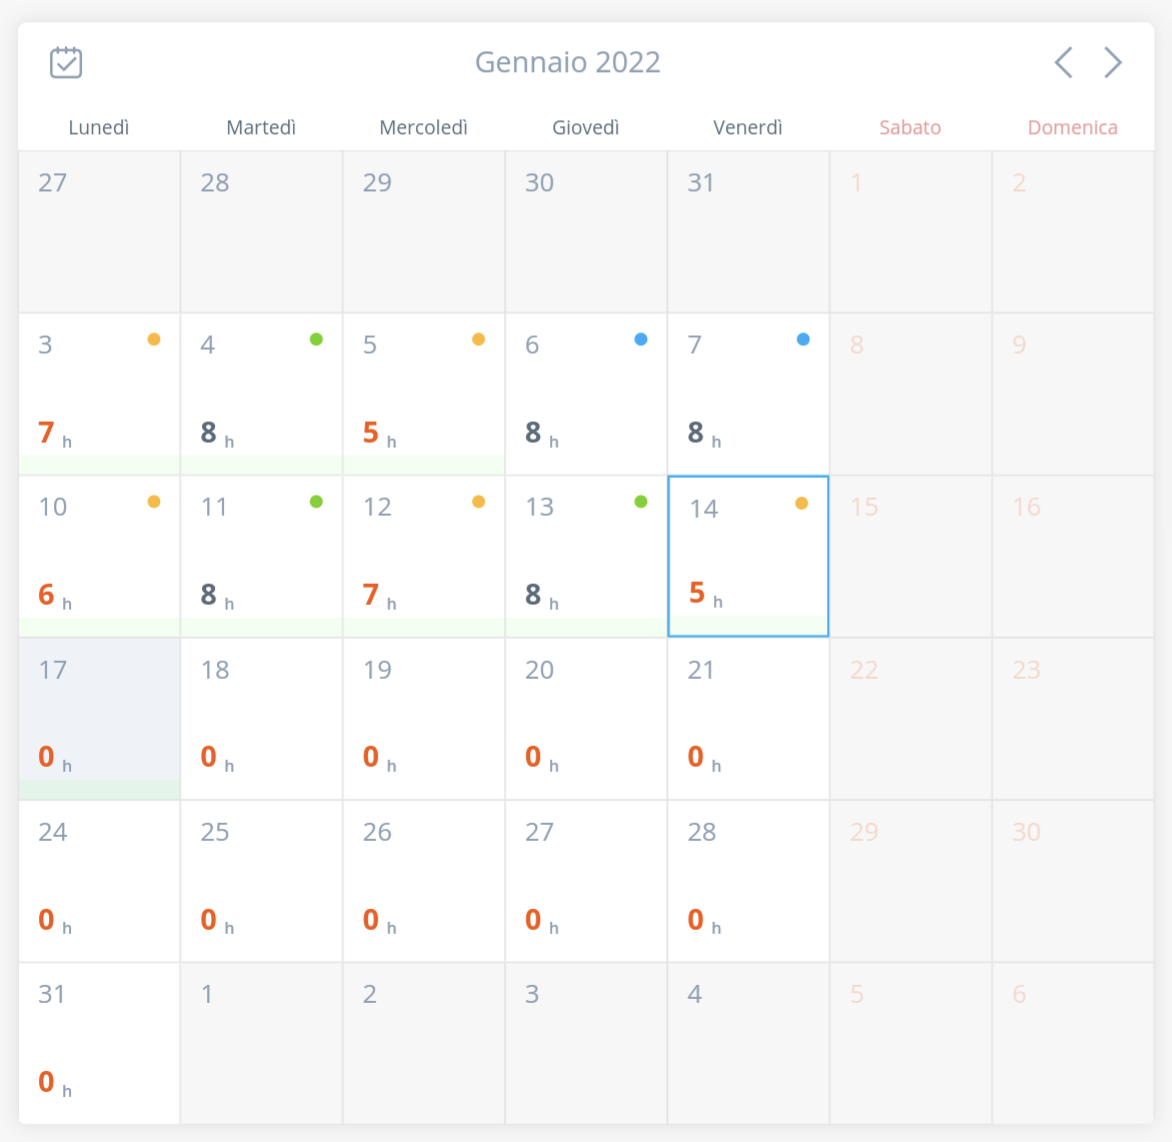 Gennaio 2022
Lunedì Martedì Mercoledì Giovedì Venerdì Sabato Domenica
27 28 29 30 31 1 2
3 4 5 6 7 8 9
7 h 8 h 5 h 8 h 8 h
10 11 12 13 14 15 16
6 h 8 h 7 h 8 h 5 h
17 18 19 20 21 22 23
0 h 0 h 0 h 0 h 0 h
24 25 26 27 28 29 30
0 h 0 h 0 h 0 h 0 h
31 1 2 3 4 5 6
0 h